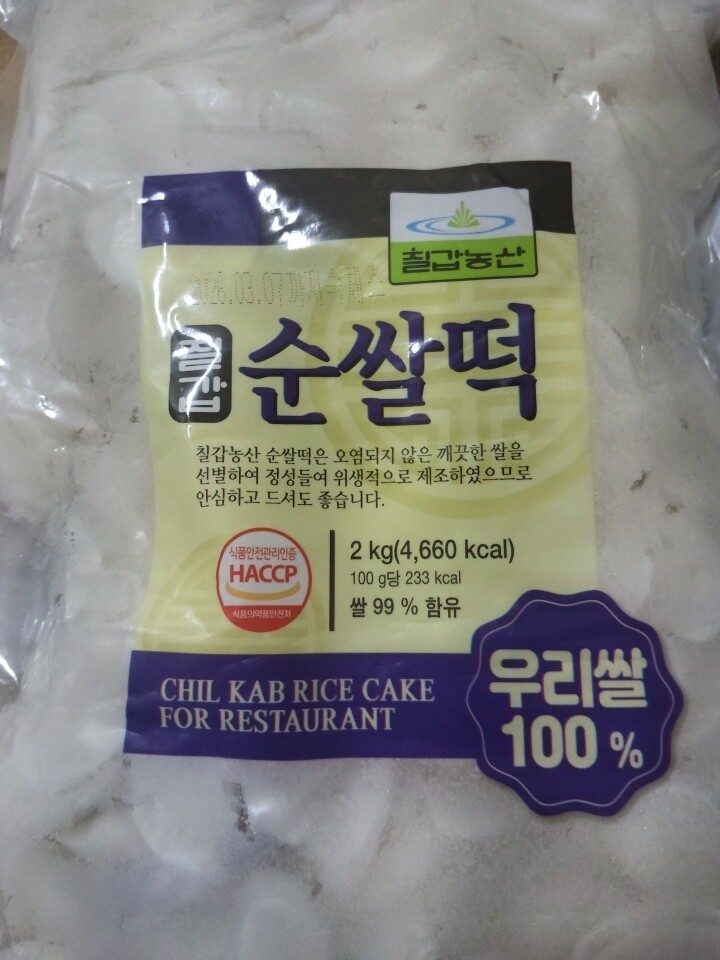 칠갑농산
2026.03.07
칠갑
순쌀떡
칠갑농산 순쌀떡은 오염되지 않은 깨끗한 쌀을
선별하여 정성들여 위생적으로 제조하였으므로
안심하고 드셔도 좋습니다.
식품안전관리인증
HACCP
식품의약품안전처
2 kg(4,660 kcal)
100 g당 233 kcal
쌀 99 % 함유
CHIL KAB RICE CAKE
FOR RESTAURANT
우리쌀
100 %